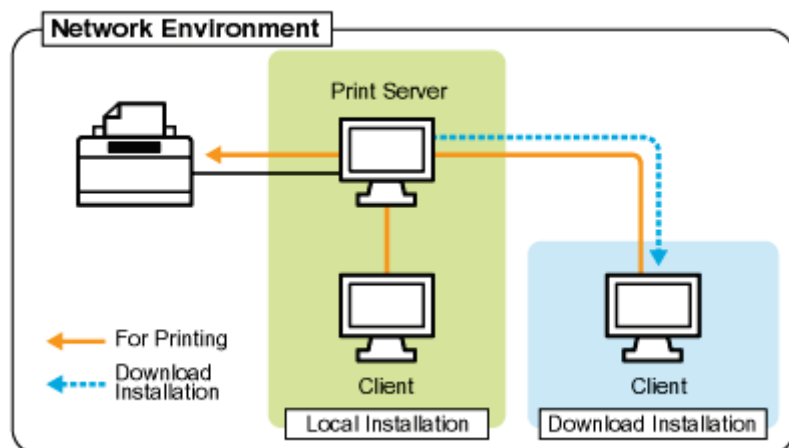 Network Environment
Print Server
For Printing
Download
Installation
Client
Client
Local Installation
Download Installation